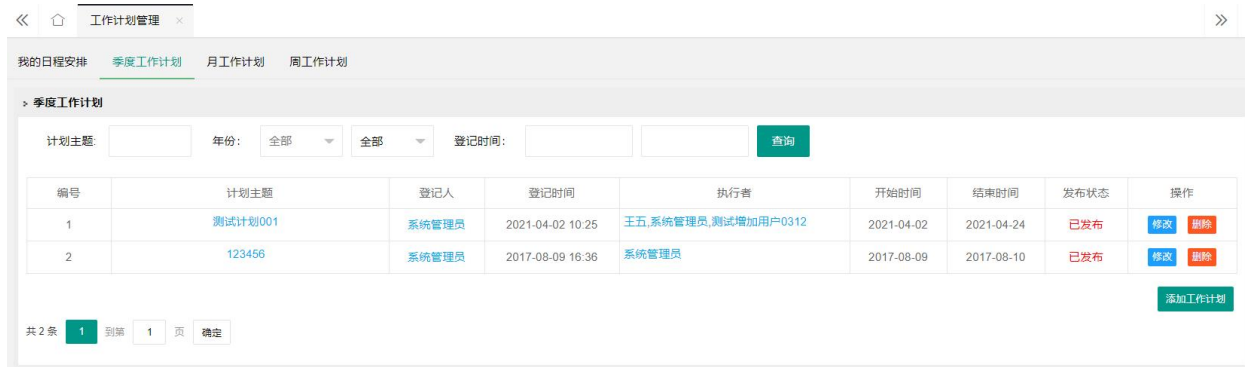 工作计划管理
我的日程安排 季度工作计划 月工作计划 周工作计划
季度工作计划
计划主题: 年份: 全部 全部 登记时间: 查询
编号 计划主题 登记人 登记时间 执行者 开始时间 结束时间 发布状态 操作
1 测试计划001 系统管理员 2021-04-02 10:25 王五,系统管理员,测试增加用户0312 2021-04-02 2021-04-24 已发布 修改 删除
2 123456 系统管理员 2017-08-09 16:36 系统管理员 2017-08-09 2017-08-10 已发布 修改 删除
添加工作计划
共2条 1 到第 1 页 确定